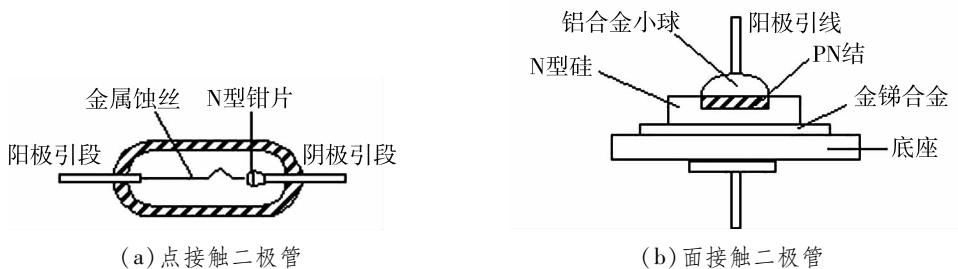 铝合金小球
阳极引线
N型硅
PN结
金属蚀丝
N型钳片
金锑合金
阳极引段
阴极引段
底座
(a)点接触二极管
(b)面接触二极管